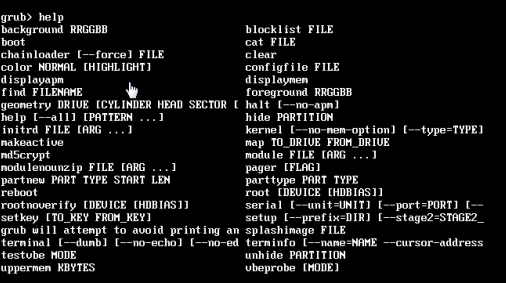 grub> help
background RRGGBB blocklist FILE
boot cat FILE
chainloader [--force] FILE clear
color NORMAL [HIGHLIGHT] configfile FILE
displayapm displaymem
find FILENAME foreground RRGGBB
geometry DRIVE [CYLINDER HEAD SECTOR [ halt [--no-apm]
help [--all] [PATTERN ...] hide PARTITION
initrd FILE [ARG ...] kernel [--no-mem-option] [--type=TYPE]
makeactive map TO_DRIVE FROM_DRIVE
md5crypt module FILE [ARG ...]
modulenounzip FILE [ARG ...] pager [FLAG]
partnew PART TYPE START LEN parttype PART TYPE
reboot root [DEVICE [HDBIAS]]
rootnoverify [DEVICE [HDBIAS]] serial [--unit=UNIT] [--port=PORT] [--
setkey [TO_KEY FROM_KEY] setup [--prefix=DIR] [--stage2=STAGE2_
grub will attempt to avoid printing an splashimage FILE
terminal [--dumb] [--no-echo] [--no-ed terminfo [--name=NAME --cursor-address
testvbe MODE unhide PARTITION
uppermem KBYTES vbeprobe [MODE]